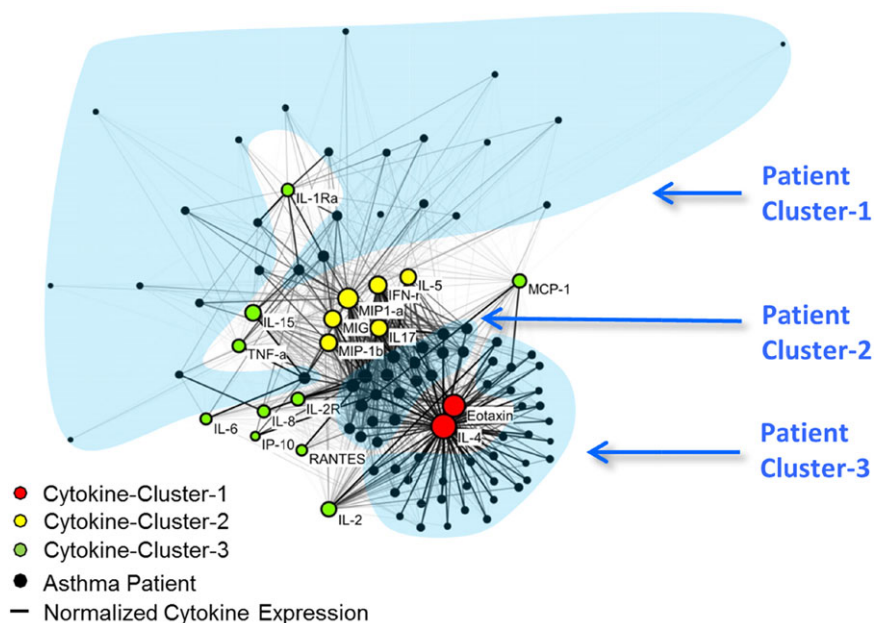 Patient
Cluster-1
IL-1Ra
IL-5
MCP-1
IFN-r
MIP1-a
IL-15
MIG
IL17
Patient
Cluster-2
TNF-a
MIP-1b
Eotaxin
IL-2R
IL-8
IL-6
IP-10
IL-4
Patient
Cluster-3
RANTES
IL-2
Cytokine-Cluster-1
Cytokine-Cluster-2
Cytokine-Cluster-3
Asthma Patient
Normalized Cytokine Expression